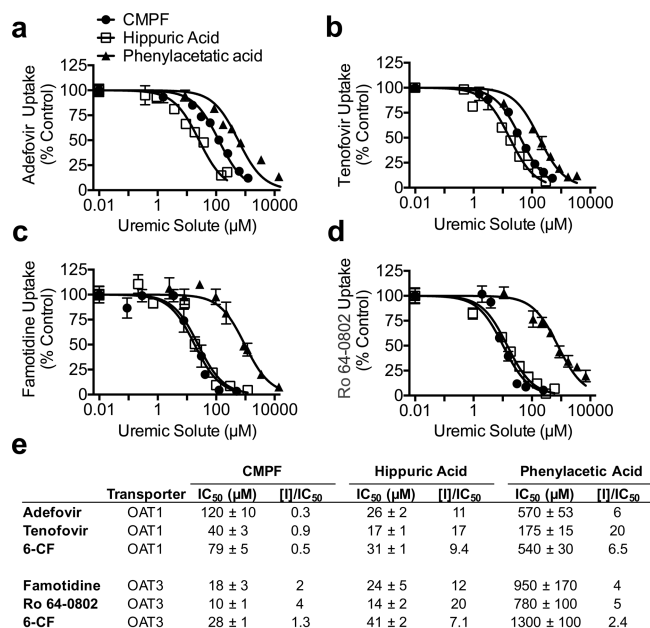 a
CMPF
Hippuric Acid
Phenylacetatic acid
b
125
100
75
50
25
0
Adefovir Uptake
(% Control)
0.01 1 100 10000
Uremic Solute (µM)
125
100
75
50
25
0
Tenofovir Uptake
(% Control)
0.01 1 100 10000
Uremic Solute (µM)
c
125
100
75
50
25
0
Famotidine Uptake
(% Control)
0.01 1 100 10000
Uremic Solute (µM)
d
125
100
75
50
25
0
Ro 64-0802 Uptake
(% Control)
0.01 1 100 10000
Uremic Solute (µM)
e
CMPF Hippuric Acid Phenylacetic Acid
Transporter IC50 (µM) [I]/IC50 IC50 (µM) [I]/IC50 IC50 (µM) [I]/IC50
Adefovir OAT1 120 ± 10 0.3 26 ± 2 11 570 ± 53 6
Tenofovir OAT1 40 ± 3 0.9 17 ± 1 17 175 ± 15 20
6-CF OAT1 79 ± 5 0.5 31 ± 1 9.4 540 ± 30 6.5
Famotidine OAT3 18 ± 3 2 24 ± 5 12 950 ± 170 4
Ro 64-0802 OAT3 10 ± 1 4 14 ± 2 20 780 ± 100 5
6-CF OAT3 28 ± 1 1.3 41 ± 2 7.1 1300 ± 100 2.4